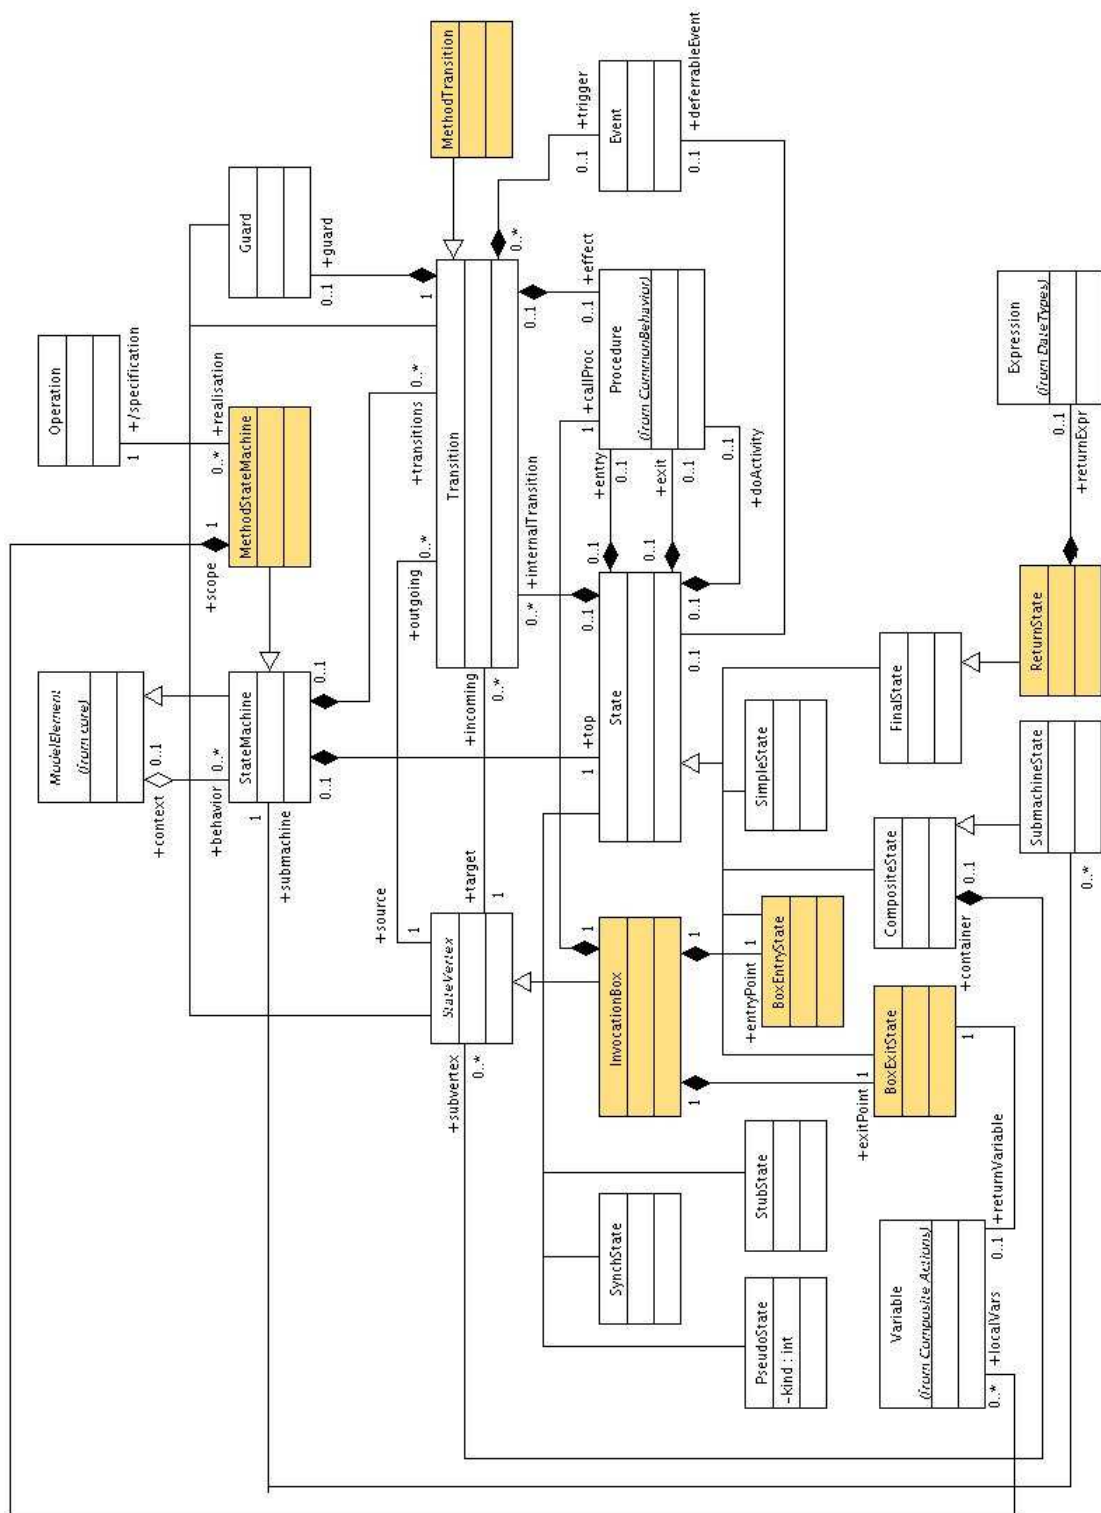 ModelElement
(from core)
Operation
+context
0..1
1
+/specification
+behavior
0..*
+scope
1
0..*
+realisation
StateMachine
MethodStateMachine
Guard
1
+submachine
0..1
0..1
0..1
+guard
+source
1
+outgoing
0..*
+transitions
0..*
1
StateVertex
Transition
MethodTransition
+subvertex
0..*
+target
1
+incoming
0..*
0..*
+internalTransition
0..1
0..*
+top
1
0..1
+callProc
1
+effect
0..1
+trigger
0..1
1
0..1
+entry
0..1
InvocationBox
State
Procedure
(from CommonBehavior)
Event
SynchState
0..1
+exit
0..1
1
1
0..1
0..1
0..1
+doActivity
0..1
+deferrableEvent
+entryPoint
1
PseudoState
-kind : int
StubState
BoxEntryState
SimpleState
+exitPoint
1
Variable
(from Composite Actions)
BoxExitState
CompositeState
FinalState
+container
0..1
1
0..*
+localVars
0..1
+returnVariable
Expression
(from DateTypes)
SubmachineState
ReturnState
0..1
+returnExpr
0..*